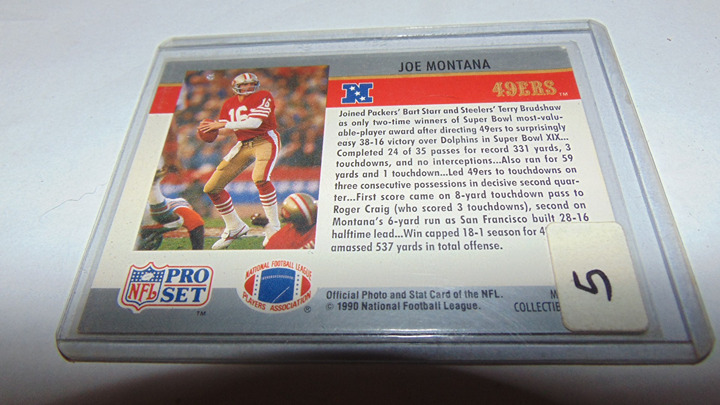 JOE MONTANA
49ERS TM
Joined Packers' Bart Starr and Steelers' Terry Bradshaw
as only two-time winners of Super Bowl most-valu-
able-player award after directing 49ers to surprisingly
easy 38-16 victory over Dolphins in Super Bowl XIX...
Completed 24 of 35 passes for record 331 yards, 3
touchdowns, and no interceptions...Also ran for 59
yards and 1 touchdown...Led 49ers to touchdowns on
three consecutive possessions in decisive second quar-
ter...First score came on 8-yard touchdown pass to
Roger Craig (who scored 3 touchdowns), second on
Montana's 6-yard run as San Francisco built 28-16
halftime lead...Win capped 18-1 season for
amassed 537 yards in total offense.
16
NFL PRO SET TM
NATIONAL FOOTBALL LEAGUE
PLAYERS ASSOCIATION
Official Photo and Stat Card of the NFL.
© 1990 National Football League.
5